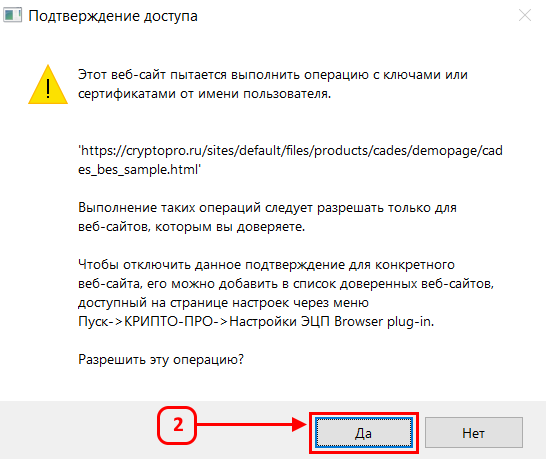 Подтверждение доступа
Этот веб-сайт пытается выполнить операцию с ключами или
сертификатами от имени пользователя.
'https://cryptopro.ru/sites/default/files/products/cades/demopage/cad
es_bes_sample.html'
Выполнение таких операций следует разрешать только для
веб-сайтов, которым вы доверяете.
Чтобы отключить данное подтверждение для конкретного
веб-сайта, его можно добавить в список доверенных веб-сайтов,
доступный на странице настроек через меню
Пуск->КРИПТО-ПРО->Настройки ЭЦП Browser plug-in.
Разрешить эту операцию?
2
Да
Нет